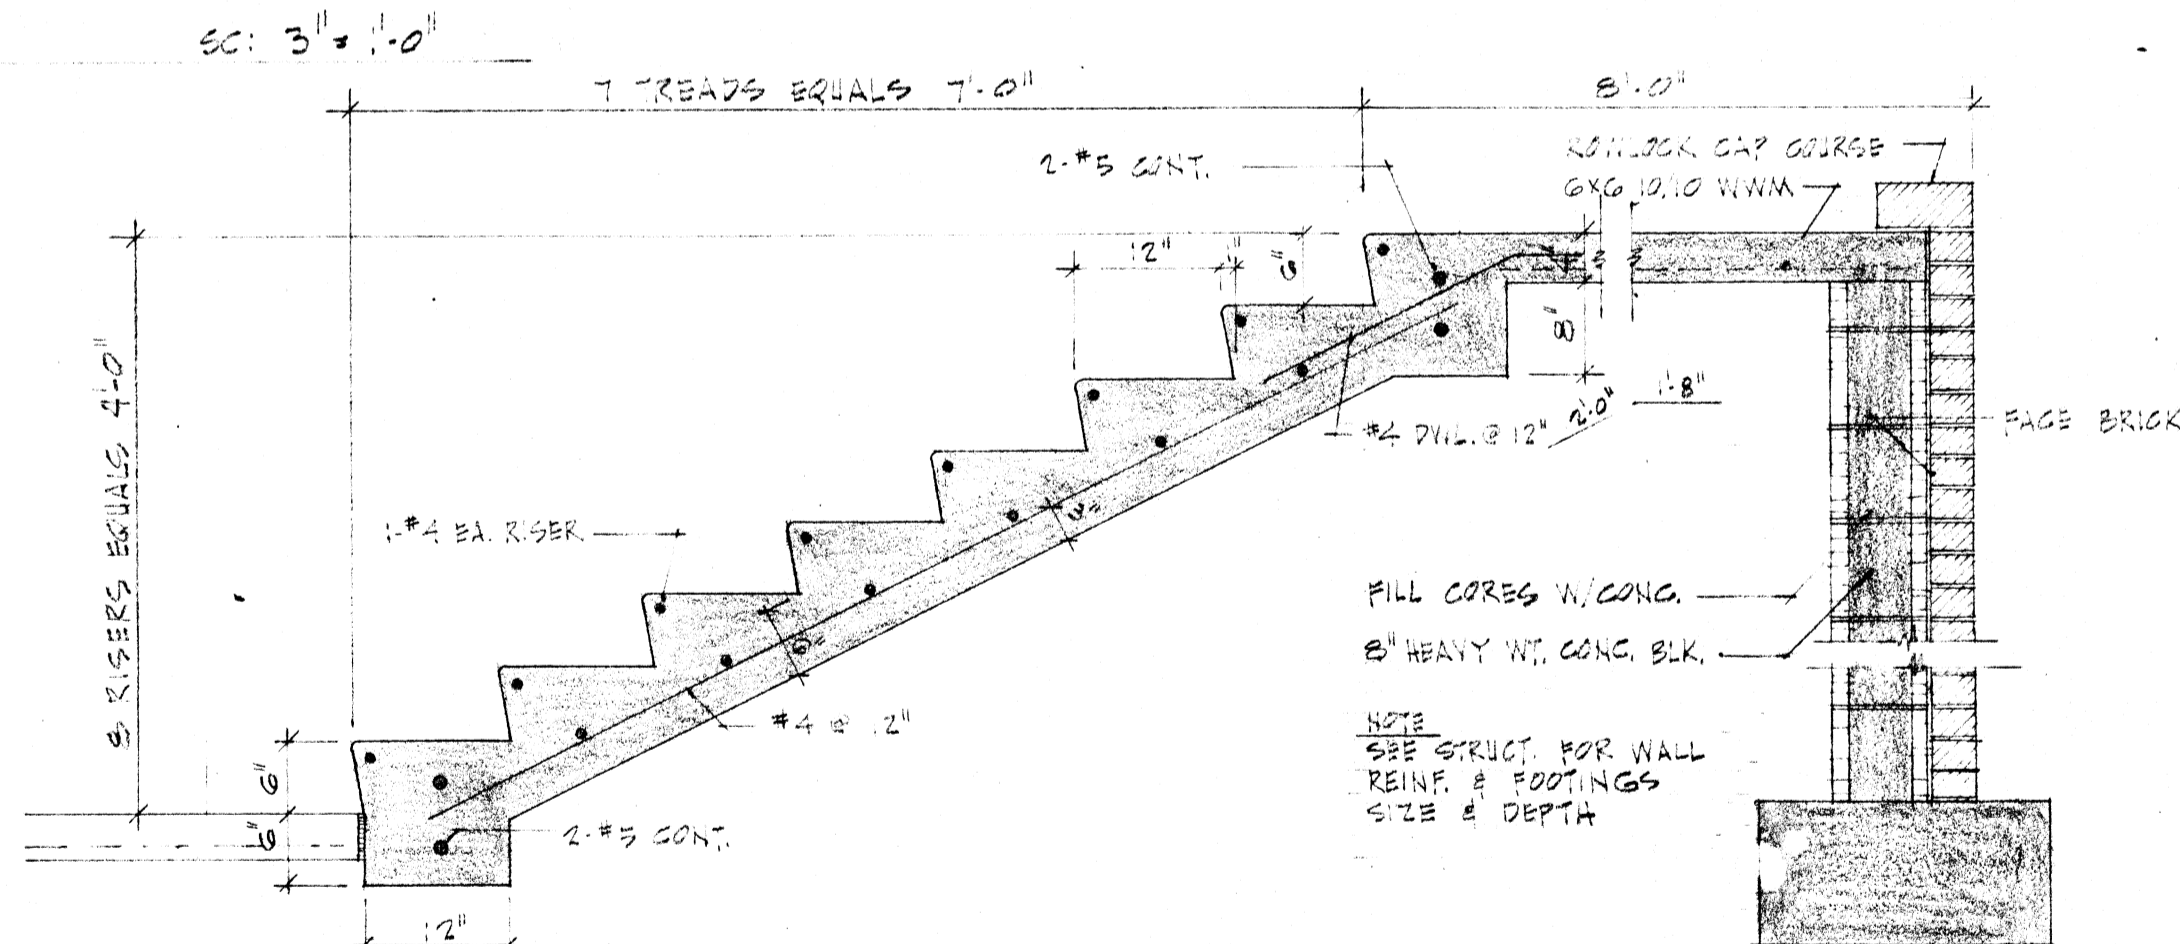 SC: 3" = 1'-0"
7 TREADS EQUALS 7'-0"
8'-0"
2-#5 CONT.
ROWLOCK CAP COURSE
6X6 10/10 WWM
12"
1"
6"
4"
8"
8 RISERS EQUALS 4'-0"
#4 DWL. @ 12"
2'-0"
1'-8"
FACE BRICK
1-#4 EA. RISER
3"
6"
FILL CORES W/CONC.
8" HEAVY WT. CONC. BLK.
#4 @ 12"
NOTE
SEE STRUCT. FOR WALL
REINF. & FOOTINGS
SIZE & DEPTH
6"
6"
2-#5 CONT.
12"